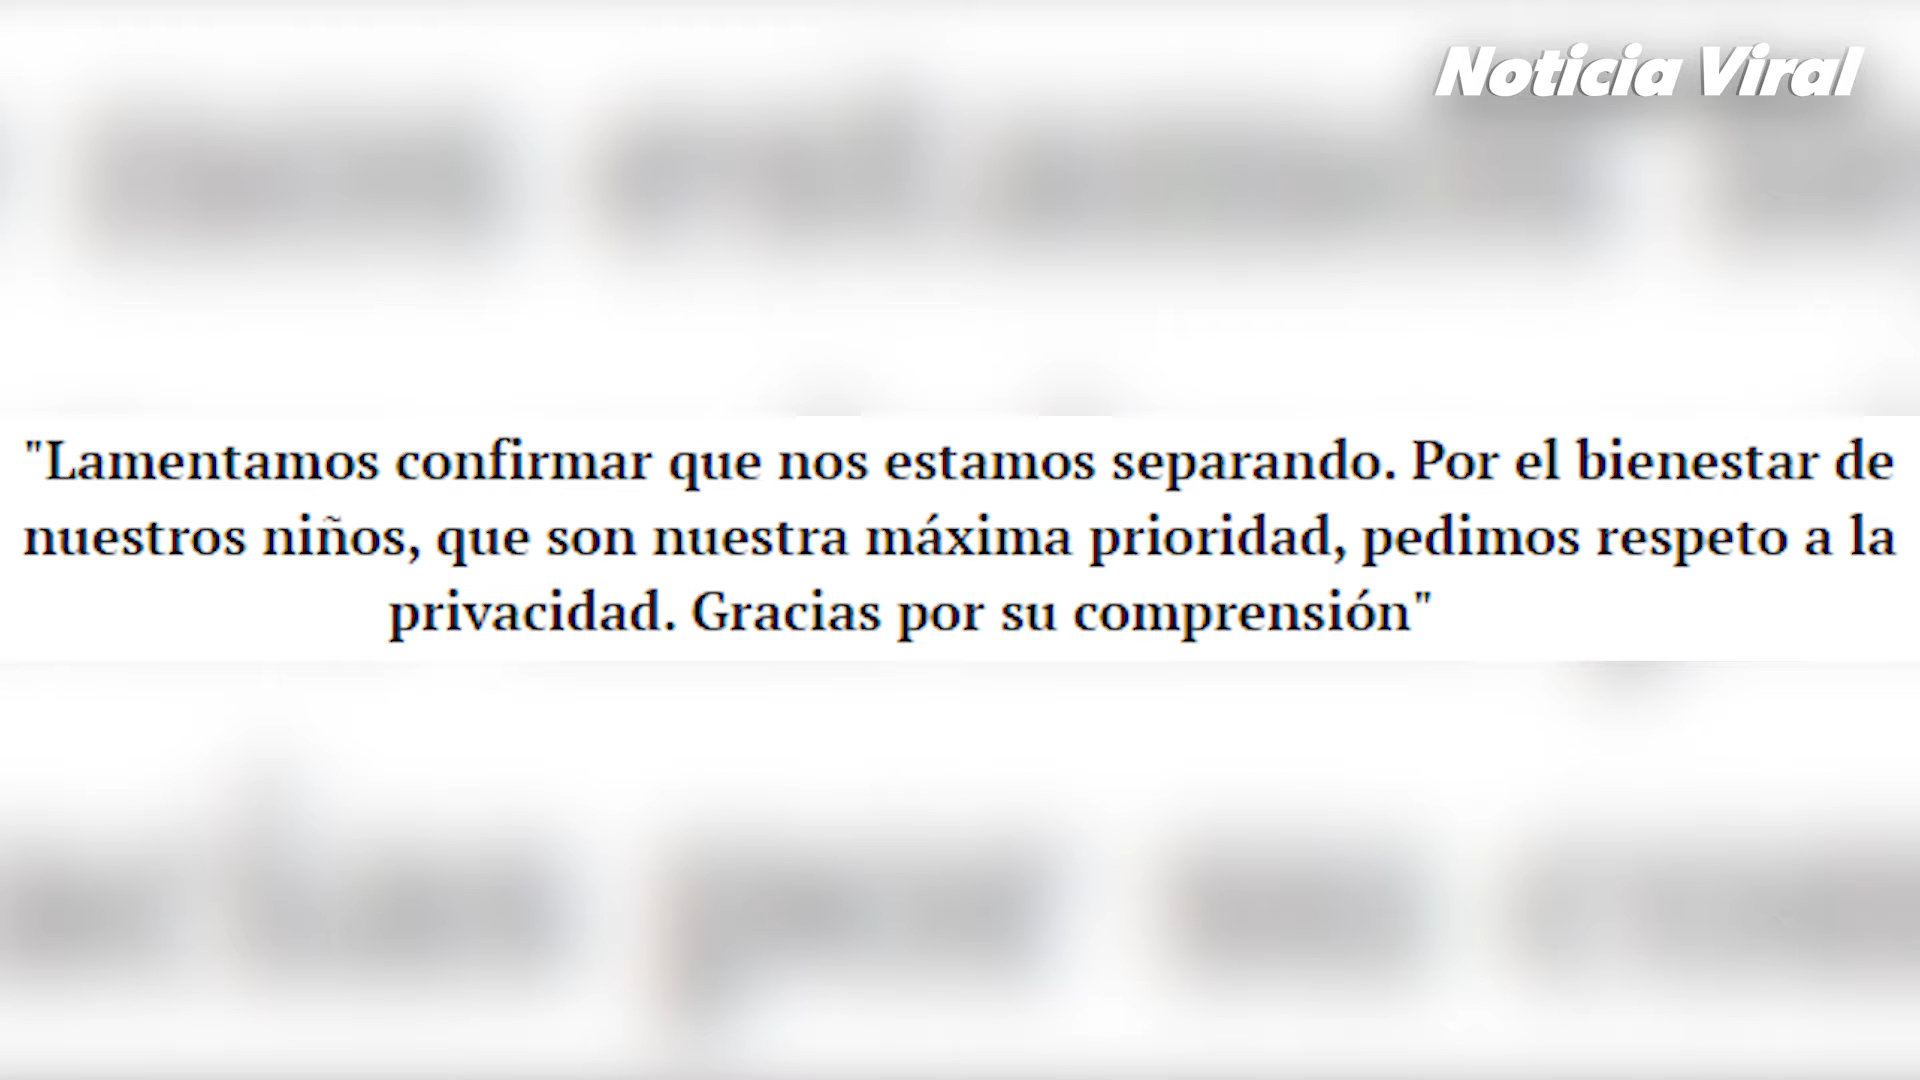 Noticia Viral
"Lamentamos confirmar que nos estamos separando. Por el bienestar de
nuestros niños, que son nuestra máxima prioridad, pedimos respeto a la
privacidad. Gracias por su comprensión"